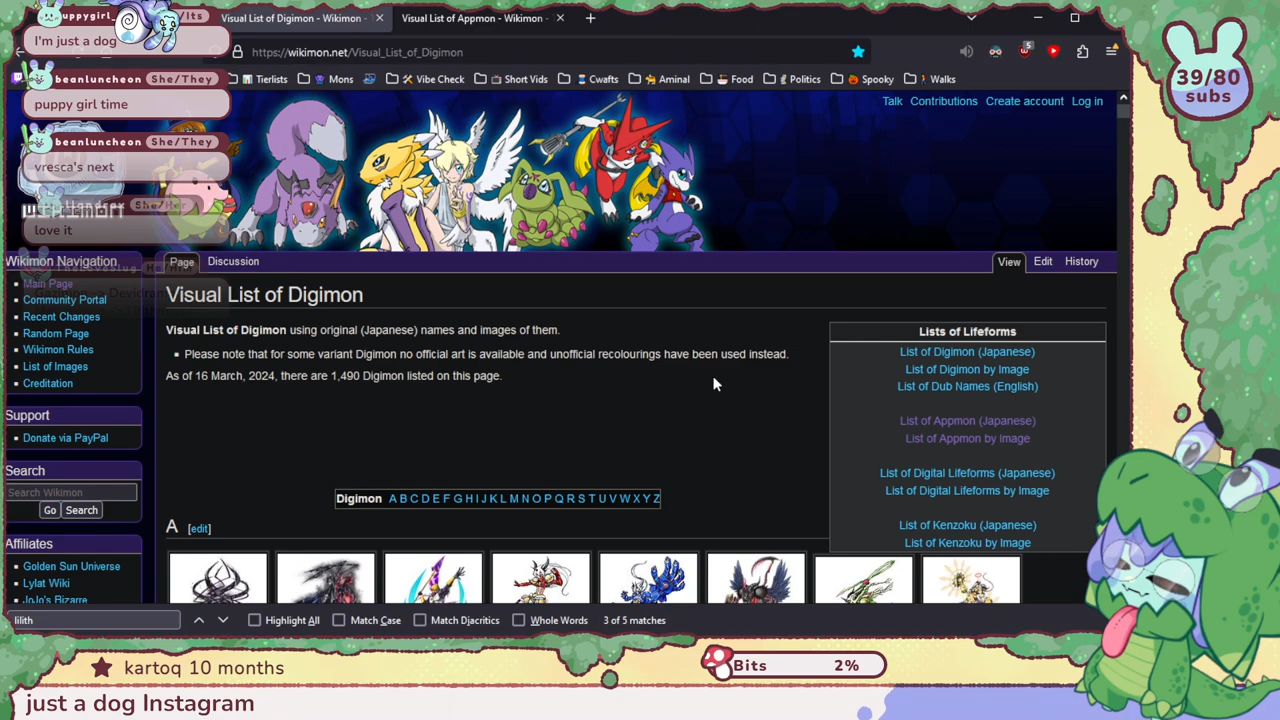 Visual List of Digimon - Wikimon -
Visual List of Appmon - Wikimon -
https://wikimon.net/Visual_List_of_Digimon
5
Tierlists
Mons
Vibe Check
Short Vids
Cwafts
Aminal
Food
Politics
Spooky
Walks
uppygirl_
/Its
I'm just a dog
beanluncheon She/They
puppy girl time
beanluncheon She/They
vresca's next
She/Her
love it
39/80
subs
Talk Contributions Create account Log in
Page Discussion
View Edit History
Wikimon Navigation
Main Page
Community Portal
Recent Changes
Random Page
Wikimon Rules
List of Images
Creditation
Support
Donate via PayPal
Search
Search Wikimon
Go Search
Affiliates
Golden Sun Universe
Lylat Wiki
JoJo's Bizarre
Visual List of Digimon
Visual List of Digimon using original (Japanese) names and images of them.
Please note that for some variant Digimon no official art is available and unofficial recolourings have been used instead.
As of 16 March, 2024, there are 1,490 Digimon listed on this page.
Lists of Lifeforms
List of Digimon (Japanese)
List of Digimon by Image
List of Dub Names (English)
List of Appmon (Japanese)
List of Appmon by Image
List of Digital Lifeforms (Japanese)
List of Digital Lifeforms by Image
List of Kenzoku (Japanese)
List of Kenzoku by Image
Digimon A B C D E F G H I J K L M N O P Q R S T U V W X Y Z
A [edit]
lilith
Highlight All
Match Case
Match Diacritics
Whole Words
3 of 5 matches
kartoq 10 months
Bits 2%
just a dog Instagram